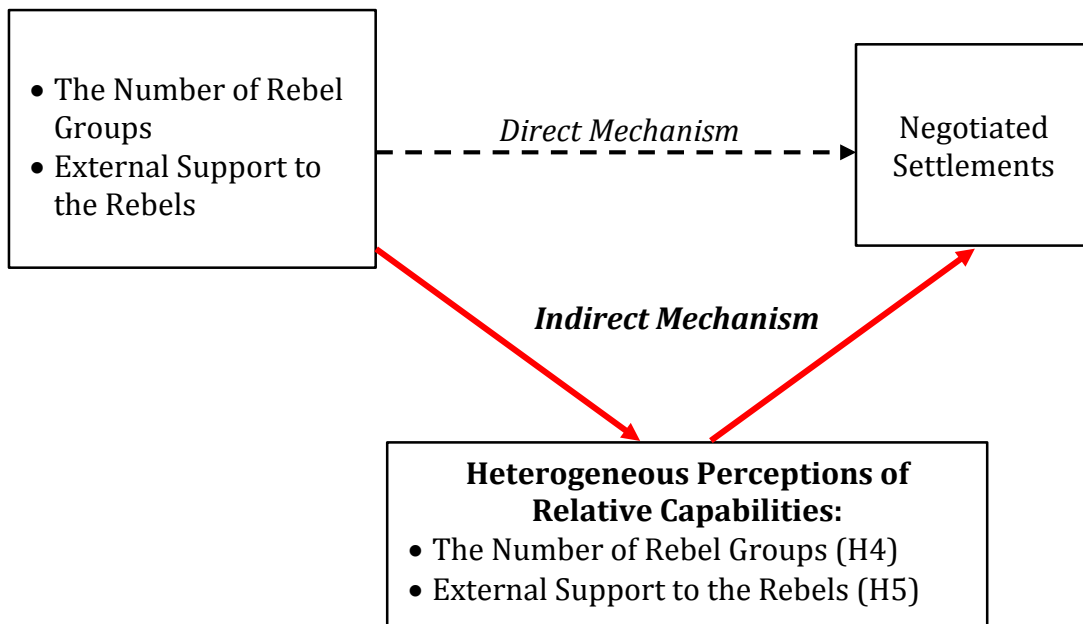 • The Number of Rebel
Groups
• External Support to
the Rebels
Direct Mechanism
Negotiated
Settlements
Indirect Mechanism
Heterogeneous Perceptions of
Relative Capabilities:
• The Number of Rebel Groups (H4)
• External Support to the Rebels (H5)